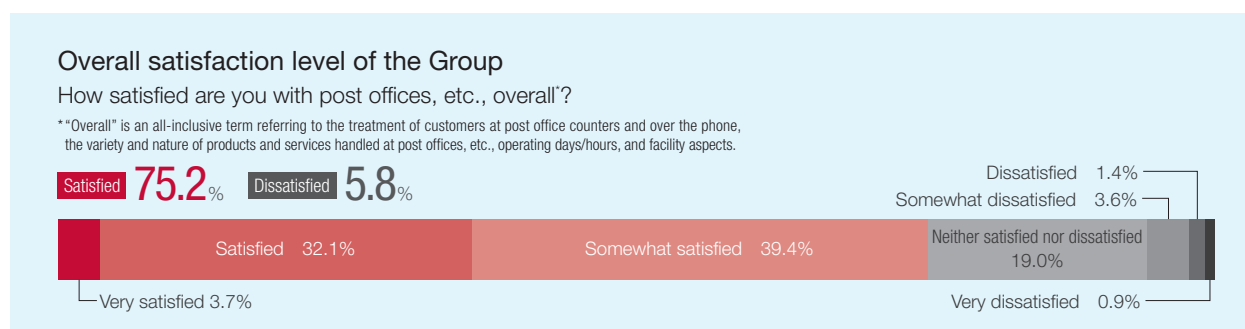 Overall satisfaction level of the Group
How satisfied are you with post offices, etc., overall*?
* “Overall” is an all-inclusive term referring to the treatment of customers at post office counters and over the phone,
the variety and nature of products and services handled at post offices, etc., operating days/hours, and facility aspects.
Satisfied 75.2% Dissatisfied 5.8%
Dissatisfied 1.4%
Somewhat dissatisfied 3.6%
Satisfied 32.1%
Somewhat satisfied 39.4%
Neither satisfied nor dissatisfied
19.0%
Very satisfied 3.7%
Very dissatisfied 0.9%